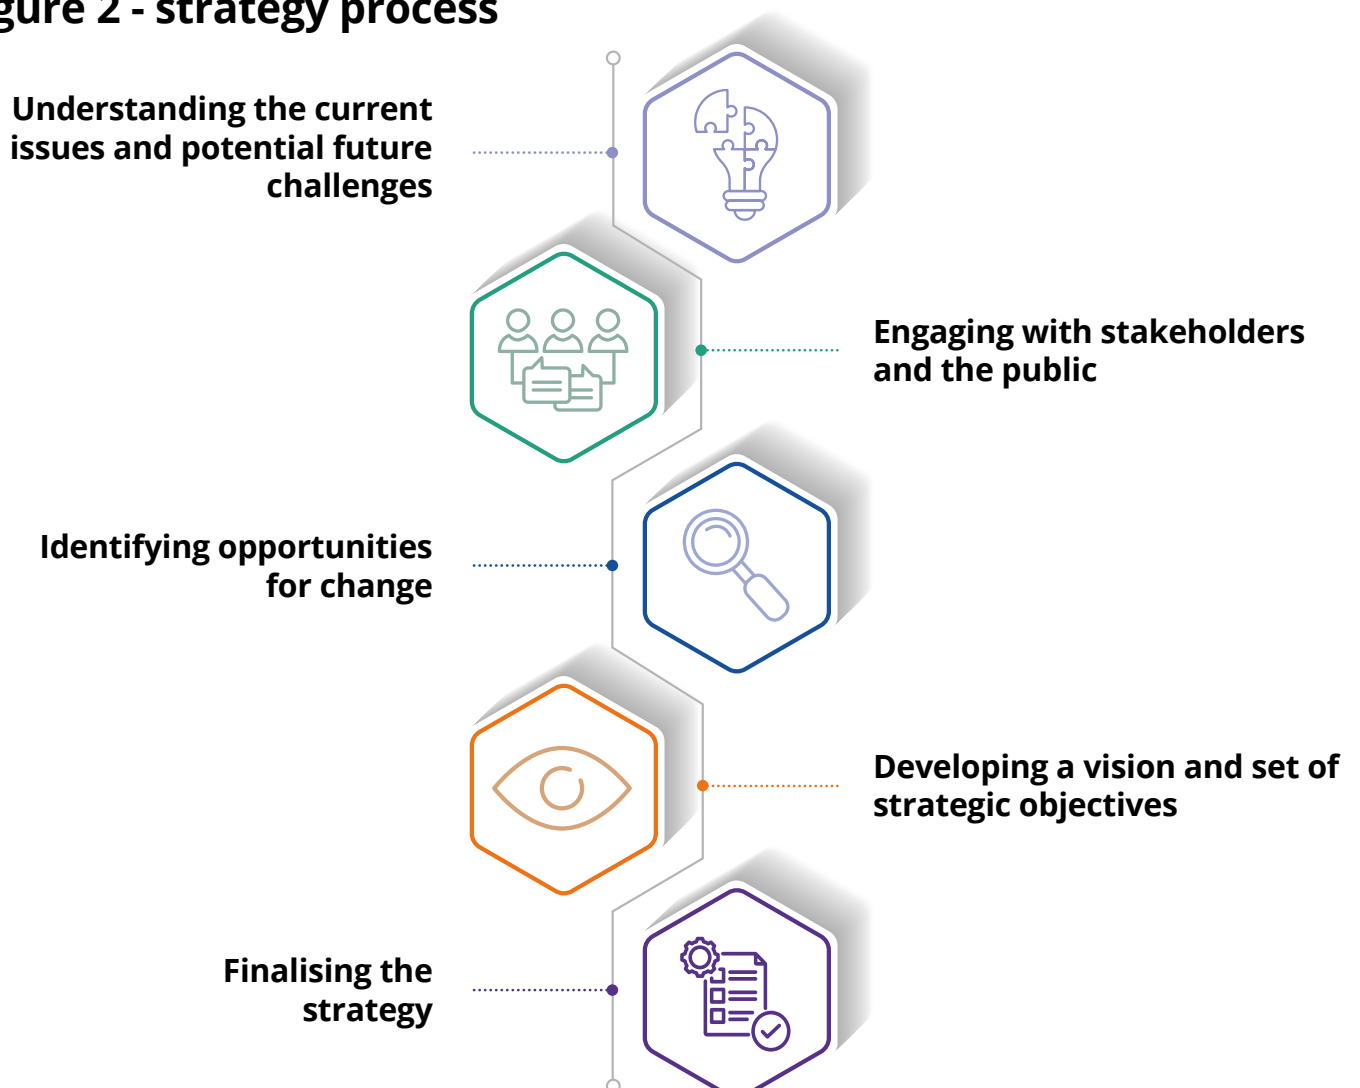 gure 2 - strategy process
Understanding the current
issues and potential future
challenges
Engaging with stakeholders
and the public
Identifying opportunities
for change
Developing a vision and set of
strategic objectives
Finalising the
strategy